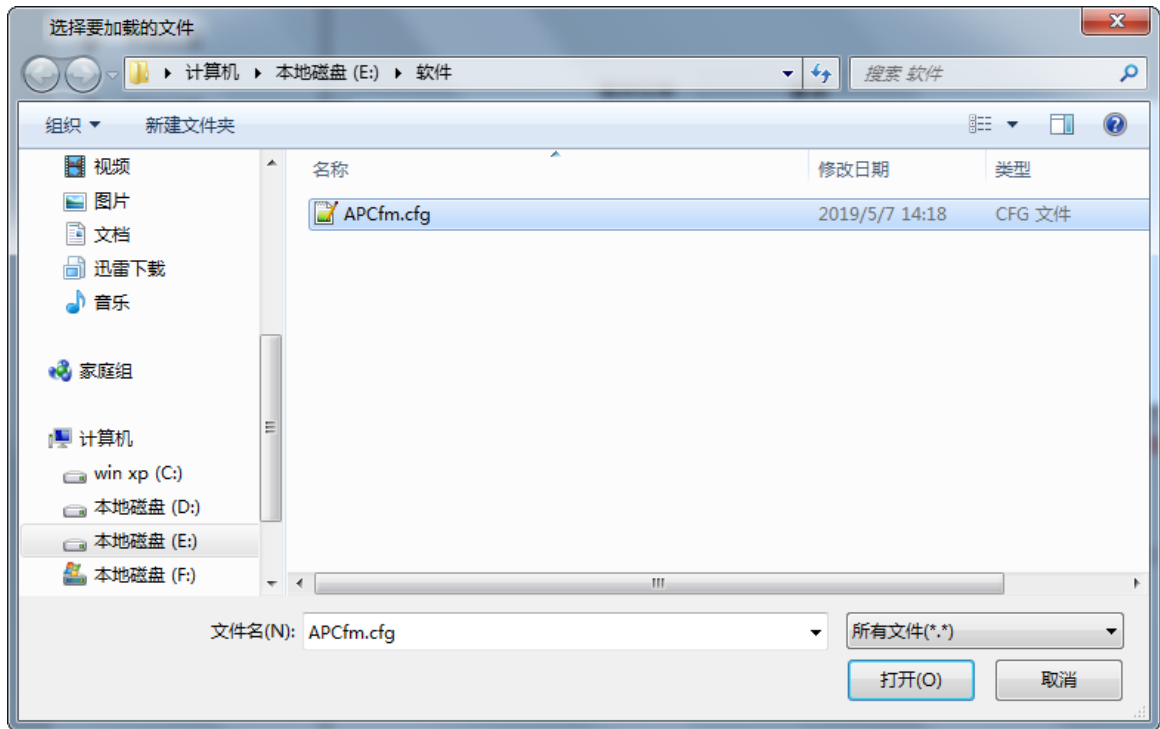 选择要加载的文件
计算机 本地磁盘 (E:) 软件
搜索 软件
组织 新建文件夹
视频
图片
文档
迅雷下载
音乐
家庭组
计算机
win xp (C:)
本地磁盘 (D:)
本地磁盘 (E:)
本地磁盘 (F:)
名称 修改日期 类型
APCfm.cfg 2019/5/7 14:18 CFG 文件
文件名(N): APCfm.cfg 所有文件(*.*)
打开(O) 取消